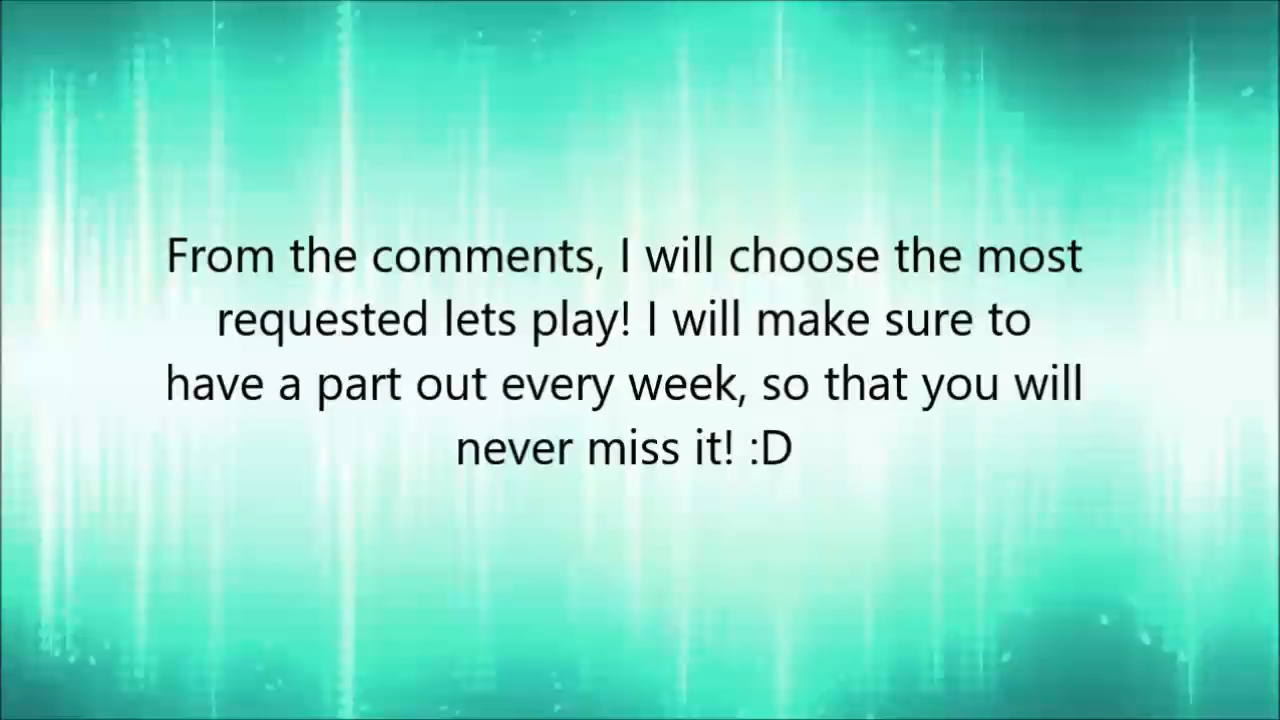 From the comments, I will choose the most
requested lets play! I will make sure to
have a part out every week, so that you will
never miss it! :D